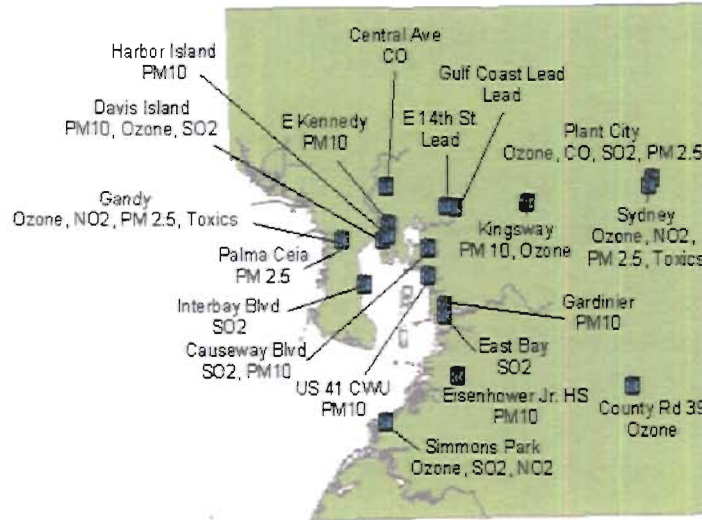 Central Ave
CO
Harbor Island
PM10
Gulf Coast Lead
Lead
Davis Island
PM10, Ozone, SO2
E Kennedy
PM10
E 14th St.
Lead
Plant City
Ozone, CO, SO2, PM 2.5
Gandy
Ozone, NO2, PM 2.5, Toxics
Kingsway
PM 10, Ozone
Sydney
Ozone, NO2,
PM 2.5, Toxics
Palma Ceia
PM 2.5
Interbay Blvd
SO2
Gardinier
PM10
Causeway Blvd
SO2, PM10
East Bay
SO2
US 41 CWU
PM10
Eisenhower Jr. HS
PM10
County Rd 39
Ozone
Simmons Park
Ozone, SO2, NO2